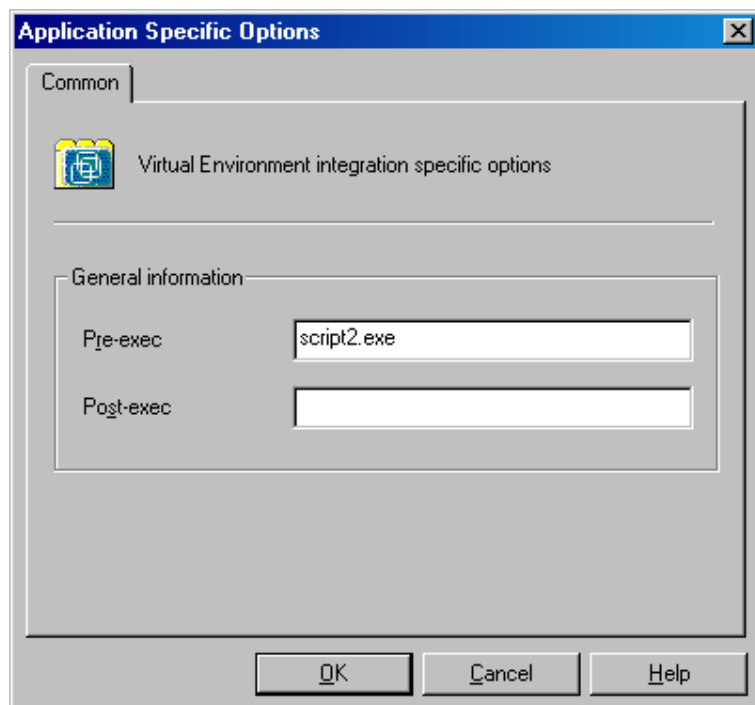 Application Specific Options
Common
Virtual Environment integration specific options
General information
Pre-exec
script2.exe
Post-exec
OK
Cancel
Help